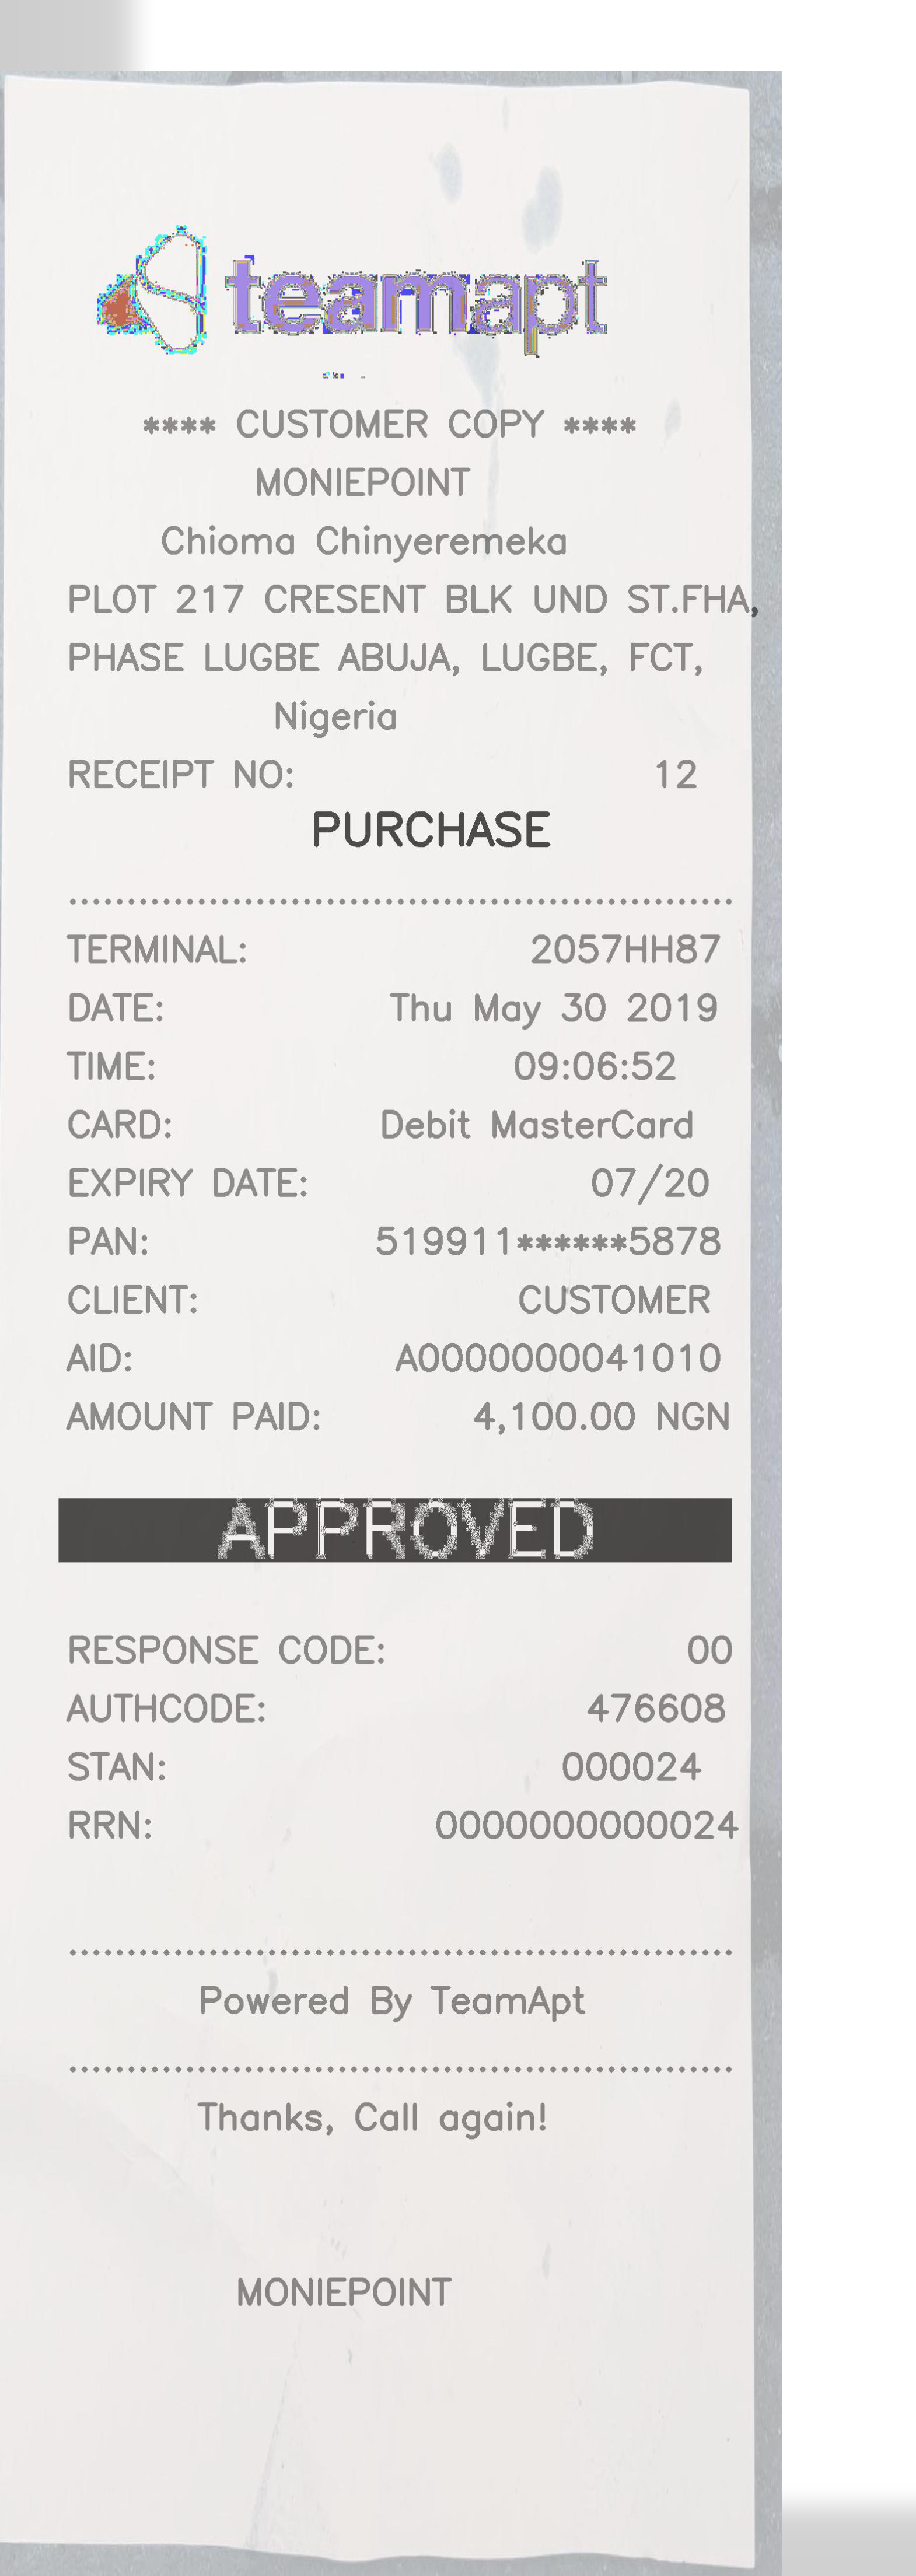 teamapt
**** CUSTOMER COPY ****
MONIEPOINT
Chioma Chinyeremeka
PLOT 217 CRESENT BLK UND ST.FHA,
PHASE LUGBE ABUJA, LUGBE, FCT,
Nigeria
RECEIPT NO: 12
PURCHASE
TERMINAL: 2057HH87
DATE: Thu May 30 2019
TIME: 09:06:52
CARD: Debit MasterCard
EXPIRY DATE: 07/20
PAN: 519911******5878
CLIENT: CUSTOMER
AID: A0000000041010
AMOUNT PAID: 4,100.00 NGN
APPROVED
RESPONSE CODE: 00
AUTHCODE: 476608
STAN: 000024
RRN: 0000000000024
Powered By TeamApt
Thanks, Call again!
MONIEPOINT